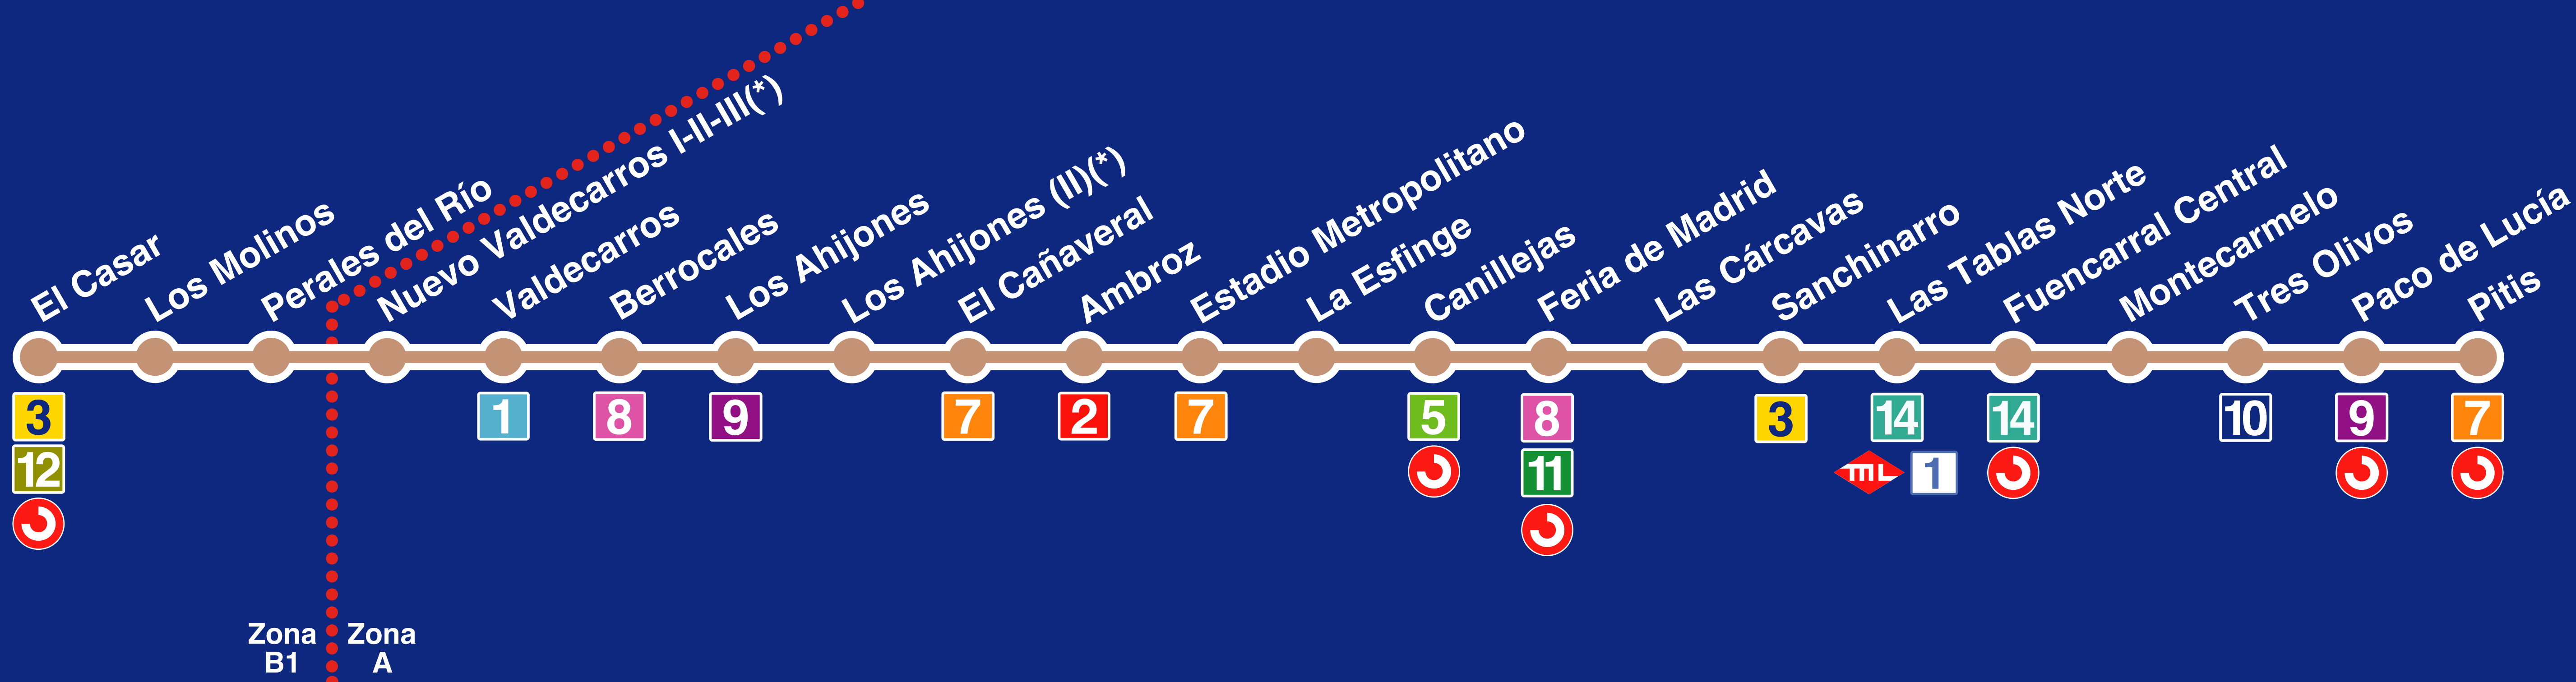 El Casar
Los Molinos
Perales del Río
Nuevo Valdecarros I-II-III(*)
Valdecarros
Berrocales
Los Ahijones
Los Ahijones (II)(*)
El Cañaveral
Ambroz
Estadio Metropolitano
La Esfinge
Canillejas
Feria de Madrid
Las Cárcavas
Sanchinarro
Las Tablas Norte
Fuencarral Central
Montecarmelo
Tres Olivos
Paco de Lucía
Pitis
3
12
1
8
9
7
2
7
5
8
11
3
14
ML 1
14
10
9
7
Zona B1
Zona A